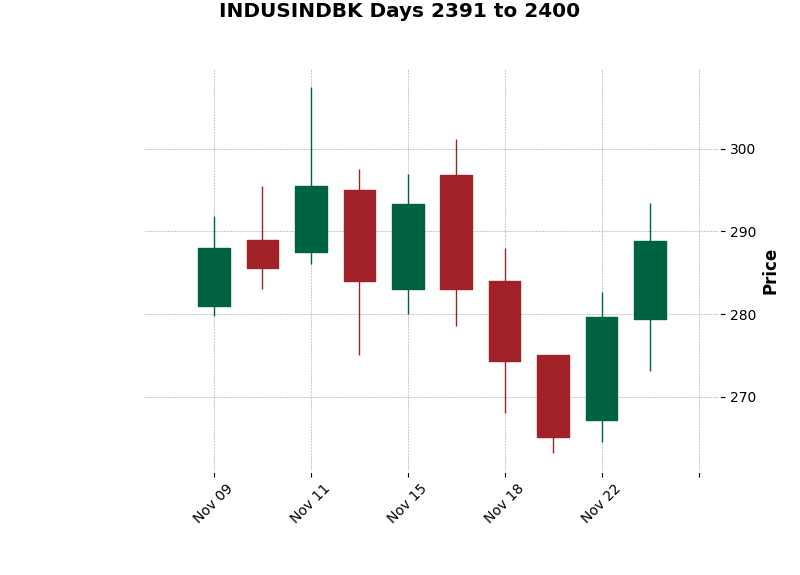 INDUSINDBK Days 2391 to 2400
300
290
280
270
Price
Nov 09
Nov 11
Nov 15
Nov 18
Nov 22